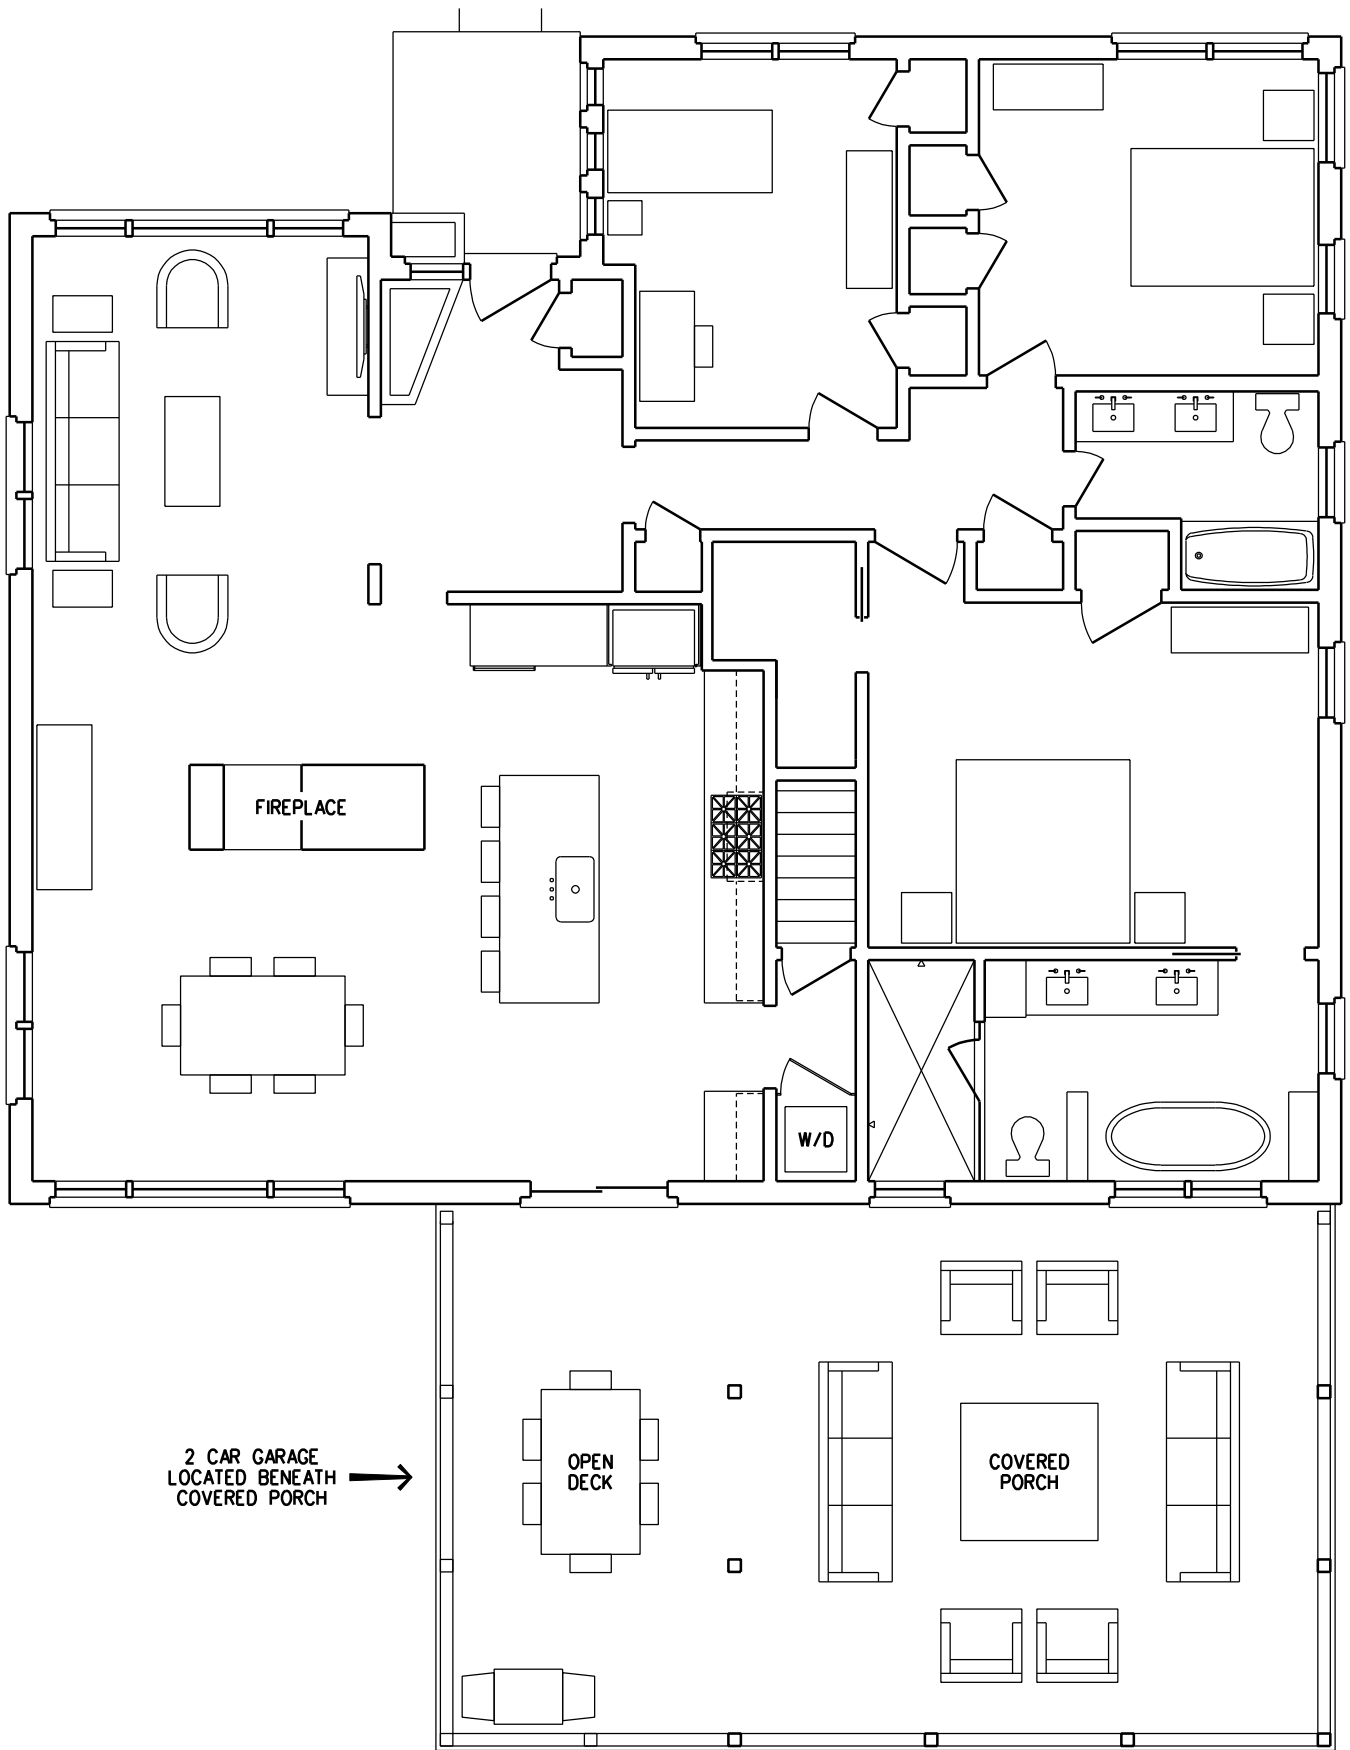 FIREPLACE
W/D
2 CAR GARAGE
LOCATED BENEATH
COVERED PORCH
OPEN
DECK
COVERED
PORCH